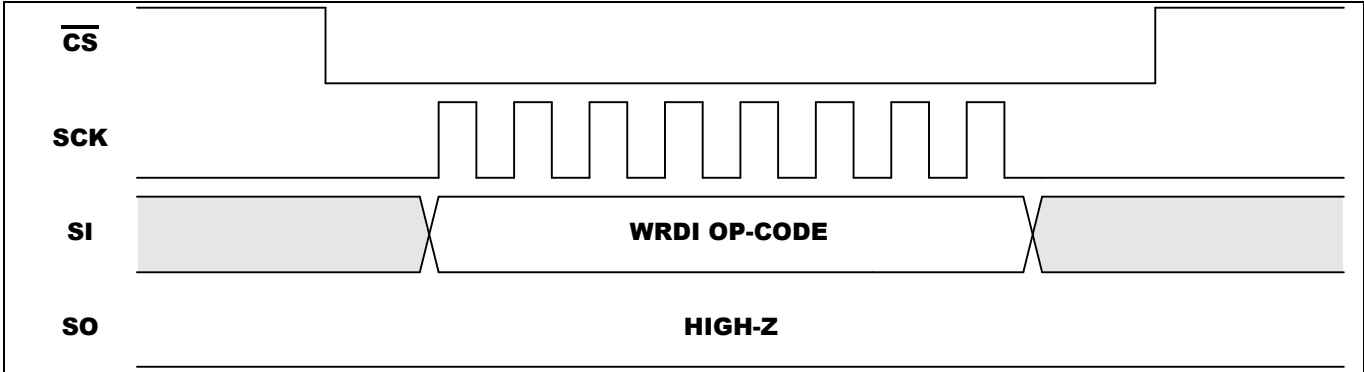 CS
SCK
SI
WRDI OP-CODE
SO
HIGH-Z